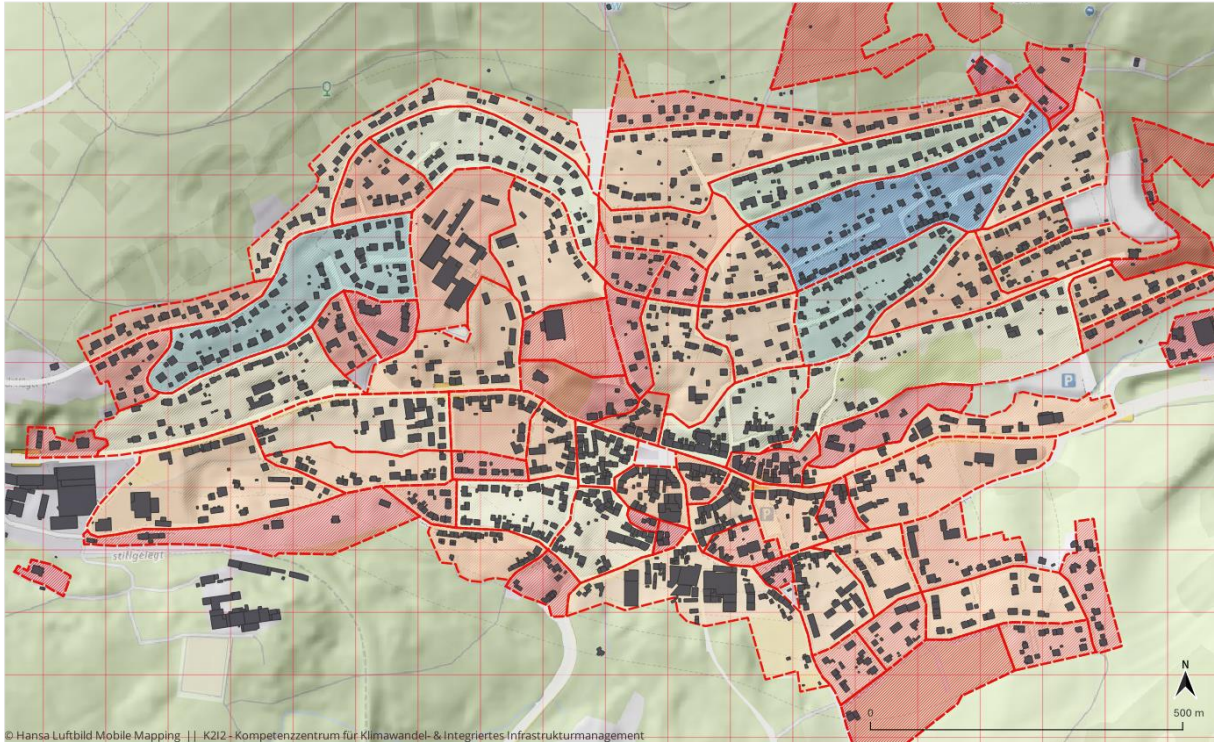 P
P
stillgelegt
N
0
500 m
© Hansa Luftbild Mobile Mapping || K2I2 - Kompetenzzentrum für Klimawandel- & Integriertes Infrastrukturmanagement